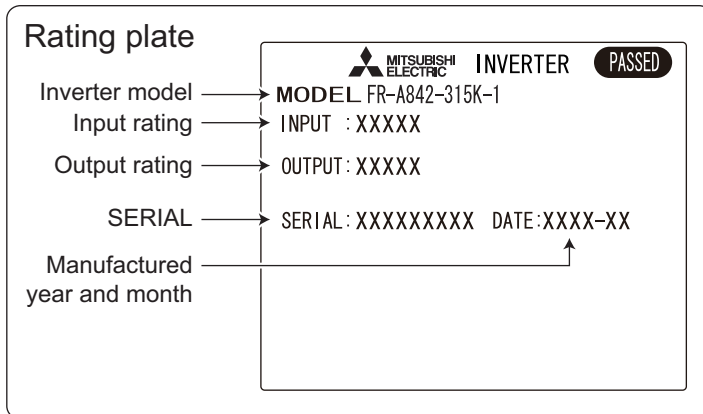 Rating plate
MITSUBISHI ELECTRIC INVERTER PASSED
Inverter model MODEL FR-A842-315K-1
Input rating INPUT : XXXXX
Output rating OUTPUT: XXXXX
SERIAL SERIAL: XXXXXXXXX DATE:XXXX-XX
Manufactured
year and month